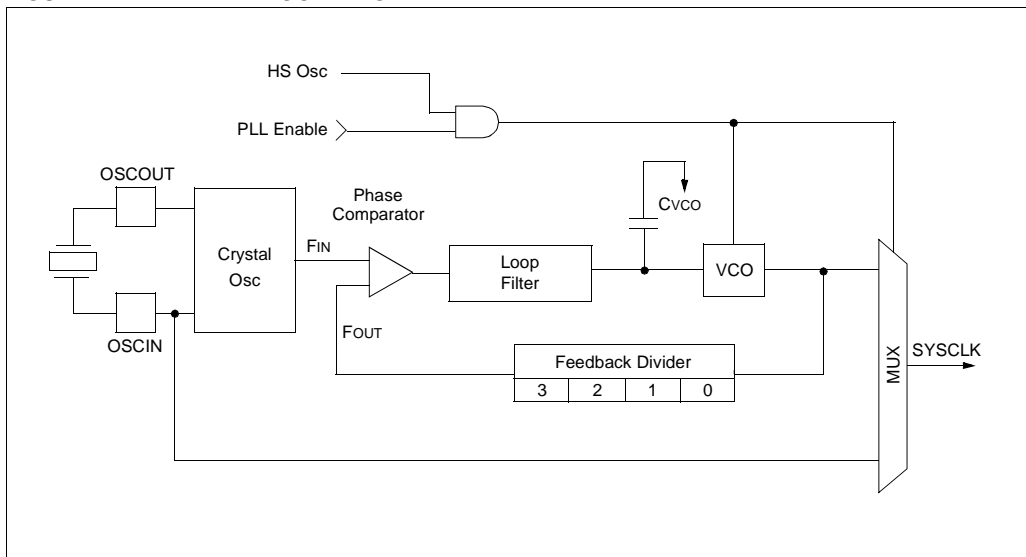 HS Osc
PLL Enable
OSCOUT
Phase
Comparator
CVCO
Crystal
Osc
FIN
Loop
Filter
VCO
OSCIN
FOUT
Feedback Divider
3 2 1 0
MUX
SYSCLK